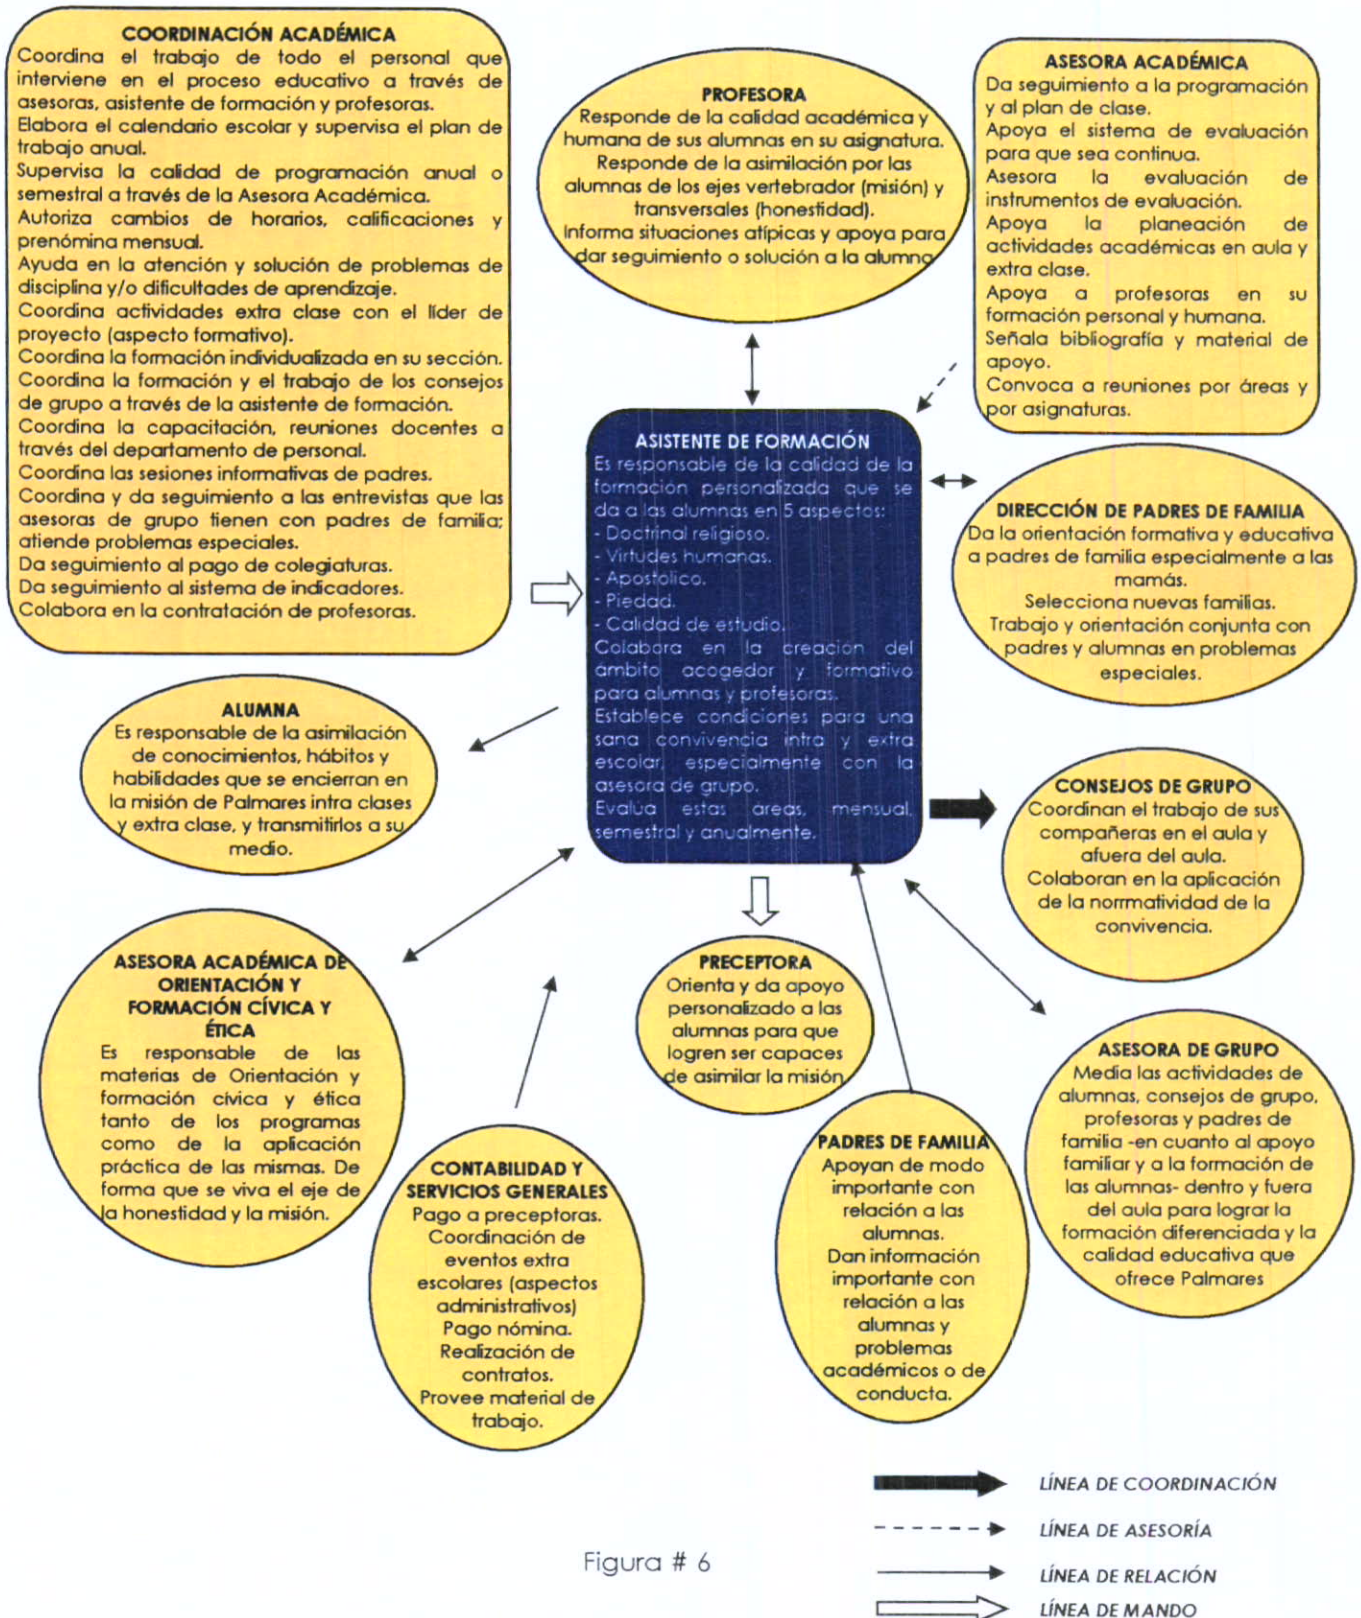 COORDINACIÓN ACADÉMICA
Coordina el trabajo de todo el personal que
interviene en el proceso educativo a través de
asesoras, asistente de formación y profesoras.
Elabora el calendario escolar y supervisa el plan de
trabajo anual.
Supervisa la calidad de programación anual o
semestral a través de la Asesora Académica.
Autoriza cambios de horarios, calificaciones y
prenómina mensual.
Ayuda en la atención y solución de problemas de
disciplina y/o dificultades de aprendizaje.
Coordina actividades extra clase con el líder de
proyecto (aspecto formativo).
Coordina la formación individualizada en su sección.
Coordina la formación y el trabajo de los consejos
de grupo a través de la asistente de formación.
Coordina la capacitación, reuniones docentes a
través del departamento de personal.
Coordina las sesiones informativas de padres.
Coordina y da seguimiento a las entrevistas que las
asesoras de grupo tienen con padres de familia;
atiende problemas especiales.
Da seguimiento al pago de colegiaturas.
Da seguimiento al sistema de indicadores.
Colabora en la contratación de profesoras.
PROFESORA
Responde de la calidad académica y
humana de sus alumnas en su asignatura.
Responde de la asimilación por las
alumnas de los ejes vertebrador (misión) y
transversales (honestidad).
Informa situaciones atípicas y apoya para
dar seguimiento o solución a la alumna
ASESORA ACADÉMICA
Da seguimiento a la programación
y al plan de clase.
Apoya el sistema de evaluación
para que sea continua.
Asesora la evaluación de
instrumentos de evaluación.
Apoya la planeación de
actividades académicas en aula y
extra clase.
Apoya a profesoras en su
formación personal y humana.
Señala bibliografía y material de
apoyo.
Convoca a reuniones por áreas y
por asignaturas.
ASISTENTE DE FORMACIÓN
Es responsable de la calidad de la
formación personalizada que se
da a las alumnas en 5 aspectos:
- Doctrinal religioso.
- Virtudes humanas.
- Apostólico.
- Piedad.
- Calidad de estudio.
Colabora en la creación del
ámbito acogedor y formativo
para alumnas y profesoras.
Establece condiciones para una
sana convivencia intra y extra
escolar, especialmente con la
asesora de grupo.
Evalúa estas áreas, mensual,
semestral y anualmente.
DIRECCIÓN DE PADRES DE FAMILIA
Da la orientación formativa y educativa
a padres de familia especialmente a las
mamás.
Selecciona nuevas familias.
Trabajo y orientación conjunta con
padres y alumnas en problemas
especiales.
ALUMNA
Es responsable de la asimilación
de conocimientos, hábitos y
habilidades que se encierran en
la misión de Palmares intra clases
y extra clase, y transmitirlos a su
medio.
CONSEJOS DE GRUPO
Coordinan el trabajo de sus
compañeras en el aula y
afuera del aula.
Colaboran en la aplicación
de la norrmatividad de la
convivencia.
ASESORA ACADÉMICA DE
ORIENTACIÓN Y
FORMACIÓN CÍVICA Y
ÉTICA
Es responsable de las
materias de Orientación y
formación cívica y ética
tanto de los programas
como de la aplicación
práctica de las mismas. De
forma que se viva el eje de
la honestidad y la misión.
PRECEPTORA
Orienta y da apoyo
personalizado a las
alumnas para que
logren ser capaces
de asimilar la misión
ASESORA DE GRUPO
Media las actividades de
alumnas, consejos de grupo,
profesoras y padres de
familia -en cuanto al apoyo
familiar y a la formación de
las alumnas- dentro y fuera
del aula para lograr la
formación diferenciada y la
calidad educativa que
ofrece Palmares
CONTABILIDAD Y
SERVICIOS GENERALES
Pago a preceptoras.
Coordinación de
eventos extra
escolares (aspectos
administrativos)
Pago nómina.
Realización de
contratos.
Provee material de
trabajo.
PADRES DE FAMILIA
Apoyan de modo
importante con
relación a las
alumnas.
Dan información
importante con
relación a las
alumnas y
problemas
académicos o de
conducta.
LÍNEA DE COORDINACIÓN
LÍNEA DE ASESORÍA
LÍNEA DE RELACIÓN
LÍNEA DE MANDO
Figura # 6